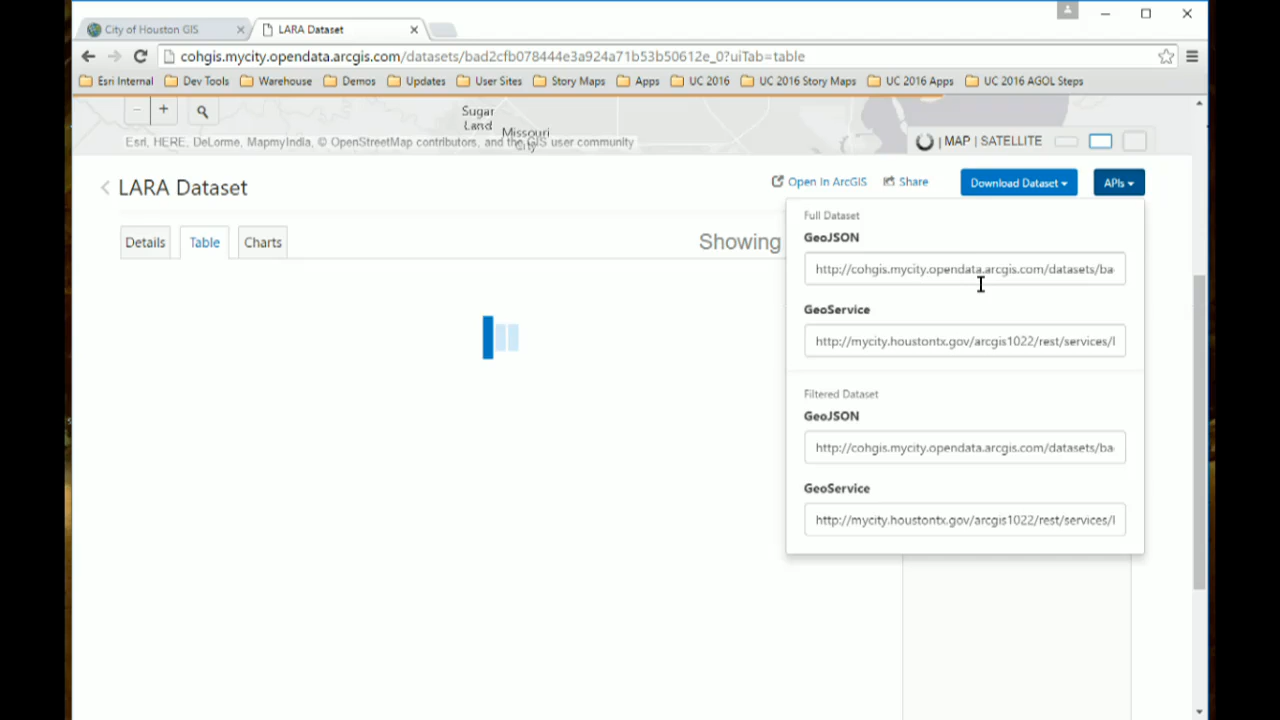 City of Houston GIS
LARA Dataset
cohgis.mycity.opendata.arcgis.com/datasets/bad2cfb078444e3a924a71b53b50612e_0?uiTab=table
Esri Internal Dev Tools Warehouse Demos Updates User Sites Story Maps Apps UC 2016 UC 2016 Story Maps UC 2016 Apps UC 2016 AGOL Steps
Sugar
Land
Missouri
City
Esri, HERE, DeLorme, MapmyIndia, © OpenStreetMap contributors, and the GIS user community
| MAP | SATELLITE
LARA Dataset
Open in ArcGIS Share Download Dataset APIs
Details Table Charts
Showing
Full Dataset
GeoJSON
http://cohgis.mycity.opendata.arcgis.com/datasets/ba
GeoService
http://mycity.houstontx.gov/arcgis1022/rest/services/l
Filtered Dataset
GeoJSON
http://cohgis.mycity.opendata.arcgis.com/datasets/ba
GeoService
http://mycity.houstontx.gov/arcgis1022/rest/services/l